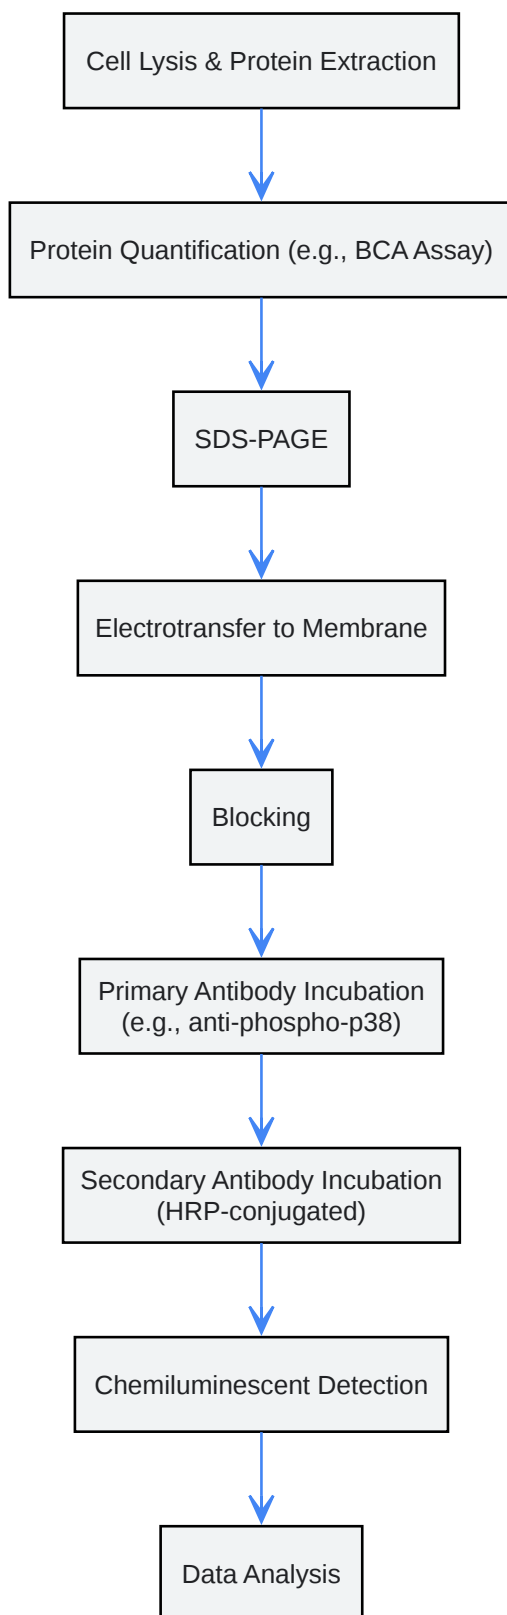 Cell Lysis & Protein Extraction
Protein Quantification (e.g., BCA Assay)
SDS-PAGE
Electrotransfer to Membrane
Blocking
Primary Antibody Incubation
(e.g., anti-phospho-p38)
Secondary Antibody Incubation
(HRP-conjugated)
Chemiluminescent Detection
Data Analysis